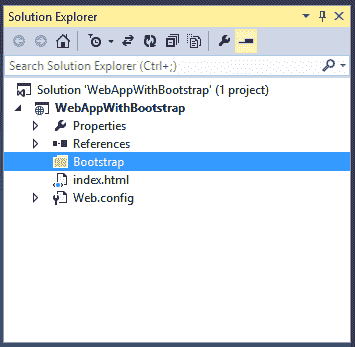 Solution Explorer
Search Solution Explorer (Ctrl+;)
Solution 'WebAppWithBootstrap' (1 project)
WebAppWithBootstrap
Properties
References
Bootstrap
index.html
Web.config